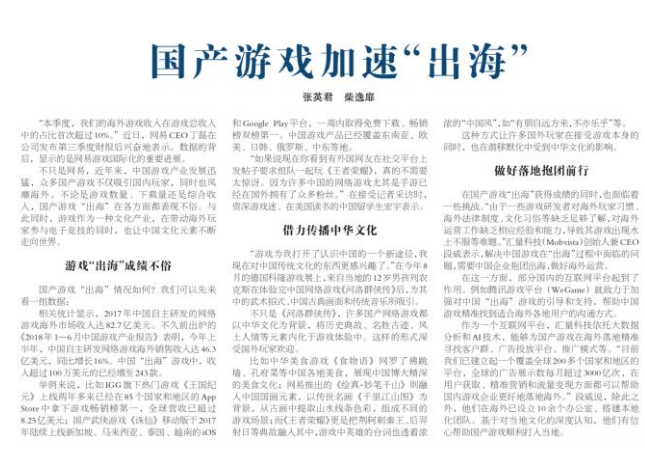 国产游戏加速“出海”
张英君 柴逸扉
“本季度，我们的海外游戏收入在游戏总收入
中的占比首次超过10%。”近日，网易CEO丁磊在
公司发布第三季度财报后兴奋地表示。数据的背
后，显示的是网易游戏国际化的重要进展。
不只是网易，近年来，中国游戏产业发展迅
猛，众多国产游戏不仅吸引国内玩家，同时也风
靡海外。不论是游戏数量、下载量还是综合收
入，国产游戏“出海”在各方面都表现不俗。与
此同时，游戏作为一种文化产业，在带动海外玩
家参与电子竞技的同时，也让中国文化元素不断
走向世界。
游戏“出海”成绩不俗
国产游戏“出海”情况如何？我们可以先来
看一组数据：
相关统计显示，2017年中国自主研发的网络
游戏海外市场收入达82.7亿美元。不久前出炉的
《2018年1—6月中国游戏产业报告》表明，今年上
半年，中国自主研发网络游戏海外销售收入达46.3
亿美元，同比增长16%。中国“出海”游戏中，收
入超过100万美元的已经增至243款。
举例来说，比如IGG旗下热门游戏《王国纪
元》上线两年多来已经在85个国家和地区的App
Store中拿下游戏畅销榜第一，全球营收已超过
8.25亿美元；国产武侠游戏《诛仙》移动版于2017
年陆续上线新加坡、马来西亚、泰国、越南的iOS
和Google Play平台，一周内取得免费下载、畅销
榜双榜第一。中国游戏产品已经覆盖东南亚、欧
美、日韩、俄罗斯、中东等地。
“如果说现在你看到有外国网友在社交平台上
发帖子要求组队一起玩《王者荣耀》，真的不需要
太惊讶。因为许多中国的网络游戏尤其是手游已
经在国外拥有了众多粉丝。”在接受记者采访时，
资深游戏迷、在美国读书的中国留学生宏宇表示。
借力传播中华文化
“游戏为我打开了认识中国的一个新途径，我
现在对中国传统文化的东西更感兴趣了。”在今年8
月的德国科隆游戏展上，来自当地的12岁男孩列农
克斯在体验完中国网络游戏《河洛群侠传》后，为其
中的武术招式、中国古典画面和传统音乐所吸引。
不只是《河洛群侠传》，许多国产网络游戏都
以中华文化为背景，将历史典故、名胜古迹、风
土人情等元素内化于游戏体验中。这样的形式深
受国外玩家欢迎。
比如中华美食游戏《食物语》网罗了佛跳
墙、孔府菜等中国各地美食，展现中国博大精深
的美食文化；网易推出的《绘真·妙笔千山》则融
入中国国画元素，以传世名画《千里江山图》为
背景，从古画中提取山水线条色彩，组成不同的
游戏场景；而《王者荣耀》更是把荆轲刺秦王、后羿
射日等典故融入其中，游戏中英雄的台词也透着浓
浓的“中国风”，如“有朋自远方来，不亦乐乎”等。
这种方式让许多国外玩家在接受游戏本身的
同时，也在潜移默化中受到中华文化的影响。
做好落地抱团前行
在国产游戏“出海”获得成绩的同时，也面临着
一些挑战。“由于一些游戏研发者对海外玩家习惯、
海外法律制度、文化习俗等缺乏足够了解，对海外
运营工作缺乏相应经验和能力，导致其游戏出现水
土不服等难题。”汇量科技（Mobvista）创始人兼CEO
段威表示，解决中国游戏在“出海”过程中面临的问
题，需要中国企业抱团出海，做好海外运营。
在这一方面，部分国内的互联网平台起到了
作用。例如腾讯游戏平台（WeGame）就致力于加
强对中国“出海”游戏的引导和支持，帮助中国
游戏精准找到适合海外各地用户的沟通方式。
作为一个互联网平台，汇量科技依托大数据
分析和AI技术，能够为国产游戏在海外落地精准
寻找客户群、广告投放平台、推广模式等。“目前
我们已建立起一个覆盖全球200多个国家和地区的
平台，全球的广告展示数每月超过3000亿次，在
用户获取、精准营销和流量变现方面都可以帮助
国内游戏企业更好地落地海外。”段威说，除此之
外，他们在海外已设立10余个办公室、搭建本地
化团队。基于对当地文化的深度认知，他们有信
心帮助国产游戏顺利打入当地。